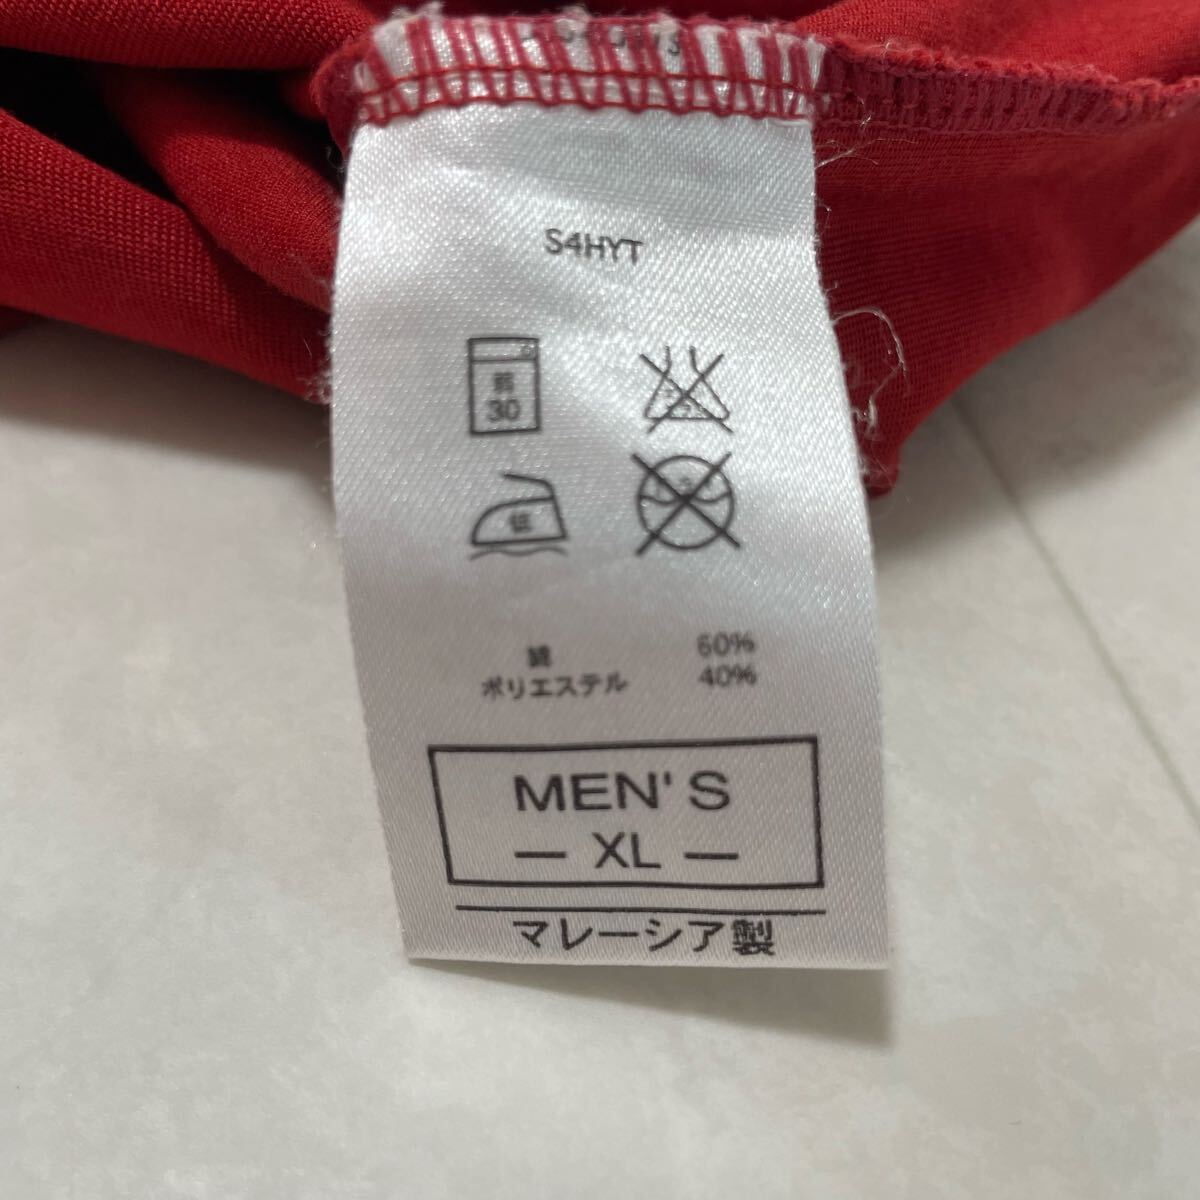 S4HYT
弱
30
低
綿 60%
ポリエステル 40%
MEN'S
— XL —
マレーシア製